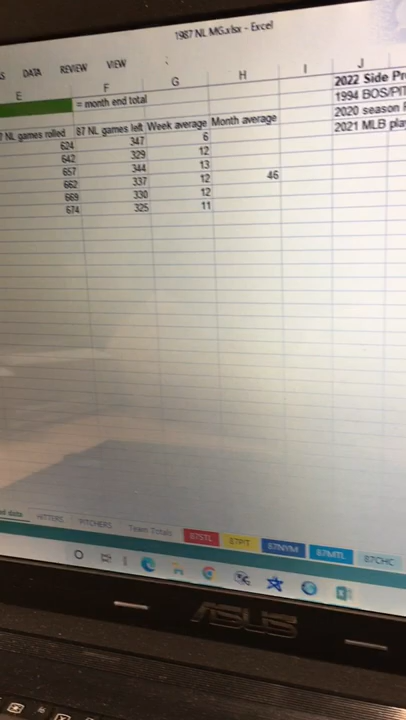 1987 NL MG.xlsx - Excel
DATA REVIEW VIEW
E F G H I J
= month end total 2022 Side Pr
1994 BOS/PIT
2020 season
2021 MLB pla
NL games rolled 87 NL games left Week average Month average
624 347 6
642 329 12
657 344 13
662 337 12 46
669 330 12
674 325 11
HITTERS PITCHERS Team Totals 87STL 87PIT 87NYM 87MTL 87CHC
ASUS